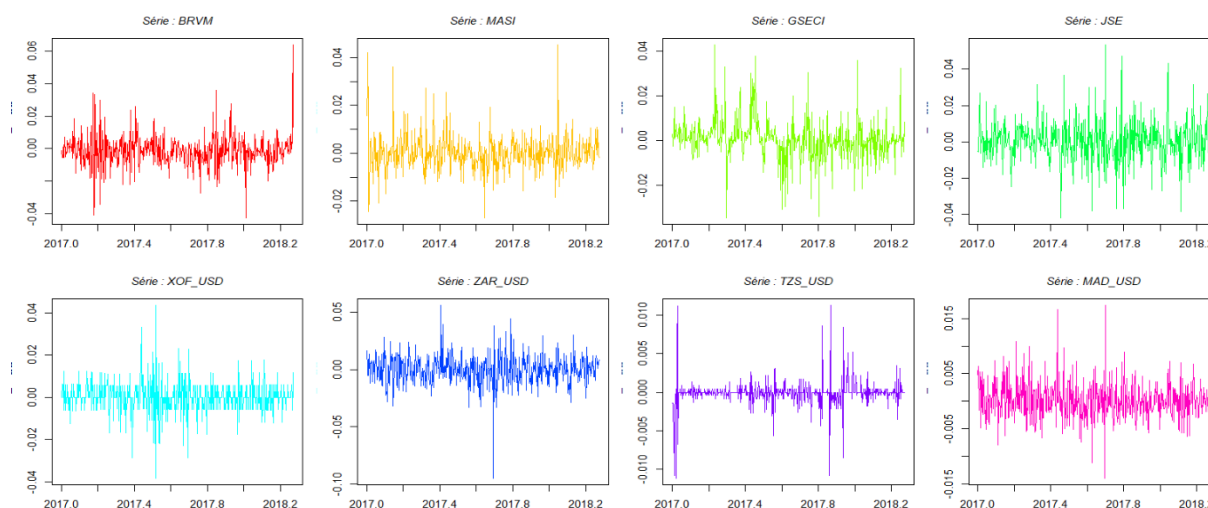 Série : BRVM
0.06
0.04
0.02
0.00
-0.04
2017.0 2017.4 2017.8 2018.2
Série : MASI
0.04
0.02
0.00
-0.02
2017.0 2017.4 2017.8 2018.2
Série : GSECI
0.04
0.02
0.00
-0.02
2017.0 2017.4 2017.8 2018.2
Série : JSE
0.04
0.02
0.00
-0.02
-0.04
2017.0 2017.4 2017.8 2018.2
Série : XOF_USD
0.04
0.02
0.00
-0.02
-0.04
2017.0 2017.4 2017.8 2018.2
Série : ZAR_USD
0.05
0.00
-0.05
-0.10
2017.0 2017.4 2017.8 2018.2
Série : TZS_USD
0.010
0.005
0.000
-0.005
-0.010
2017.0 2017.4 2017.8 2018.2
Série : MAD_USD
0.015
0.005
-0.005
-0.015
2017.0 2017.4 2017.8 2018.2